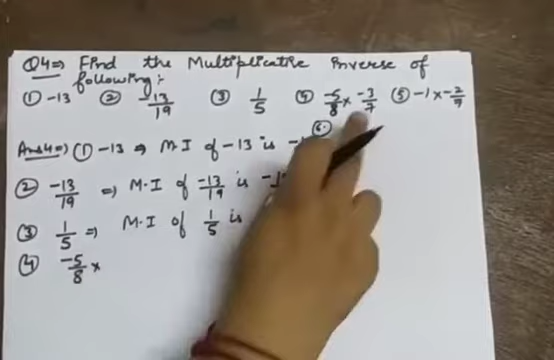 Q4⇒ Find the Multiplicative Inverse of
following:-
① -13 ② -13/19 ③ 1/5 ④ -5/8 × -3/7 ⑤ -1 × -2/7
⑥.
Ans4⇒ ① -13 ⇒ M.I of -13 is
② -13/19 ⇒ M.I of -13/19 is
③ 1/5 ⇒ M.I of 1/5 is
④ -5/8 ×